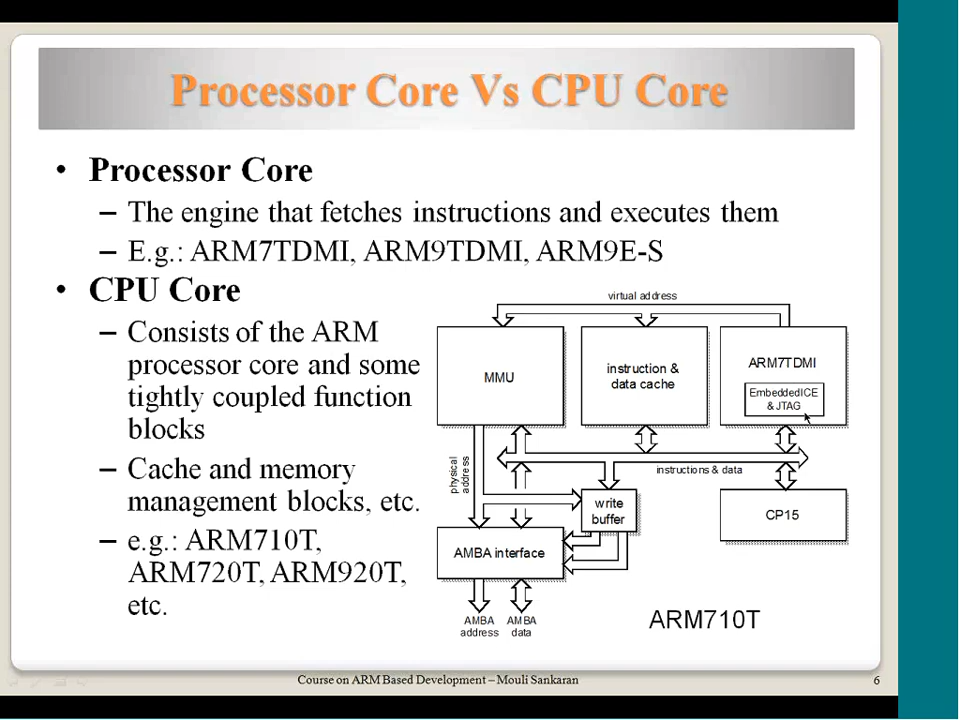 Processor Core Vs CPU Core
• Processor Core
– The engine that fetches instructions and executes them
– E.g.: ARM7TDMI, ARM9TDMI, ARM9E-S
• CPU Core
– Consists of the ARM
processor core and some
tightly coupled function
blocks
– Cache and memory
management blocks, etc.
– e.g.: ARM710T,
ARM720T, ARM920T,
etc.
virtual address
MMU
instruction &
data cache
ARM7TDMI
EmbeddedICE
& JTAG
physical
address
instructions & data
write
buffer
CP15
AMBA interface
AMBA
address
AMBA
data
ARM710T
Course on ARM Based Development – Mouli Sankaran
6